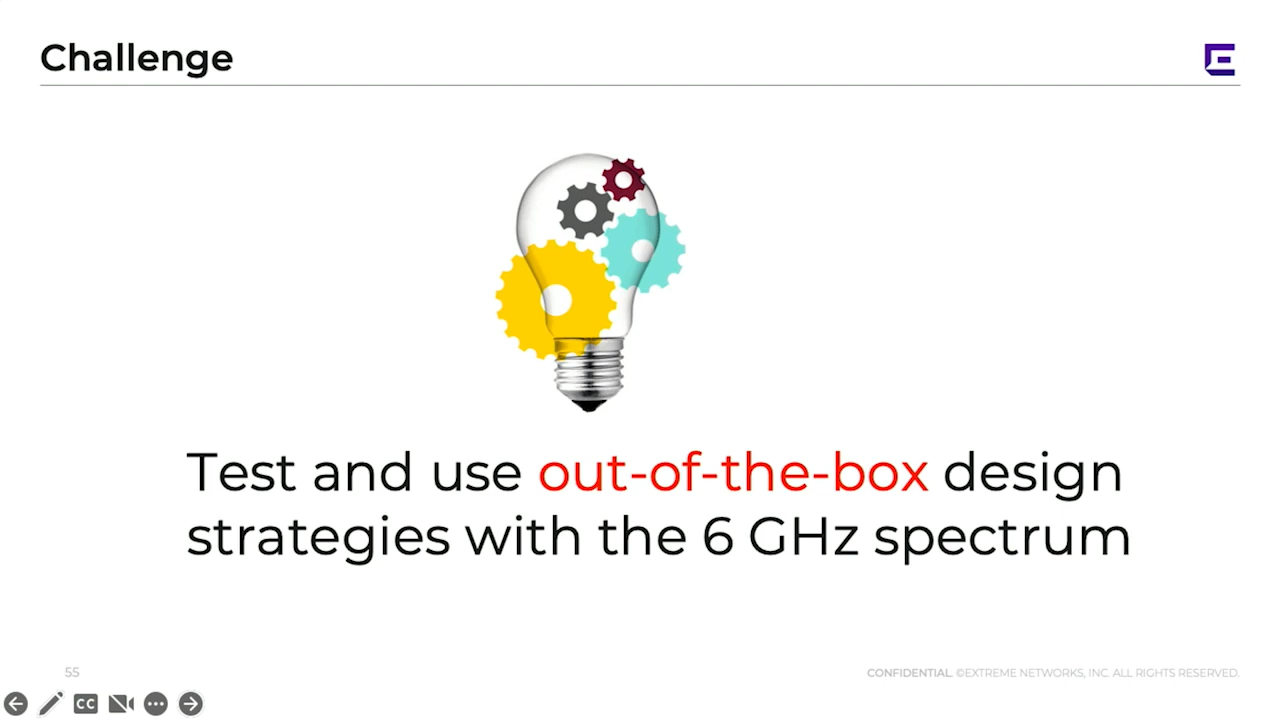 Challenge
Test and use out-of-the-box design
strategies with the 6 GHz spectrum
55
CONFIDENTIAL. ©EXTREME NETWORKS, INC. ALL RIGHTS RESERVED.
CC